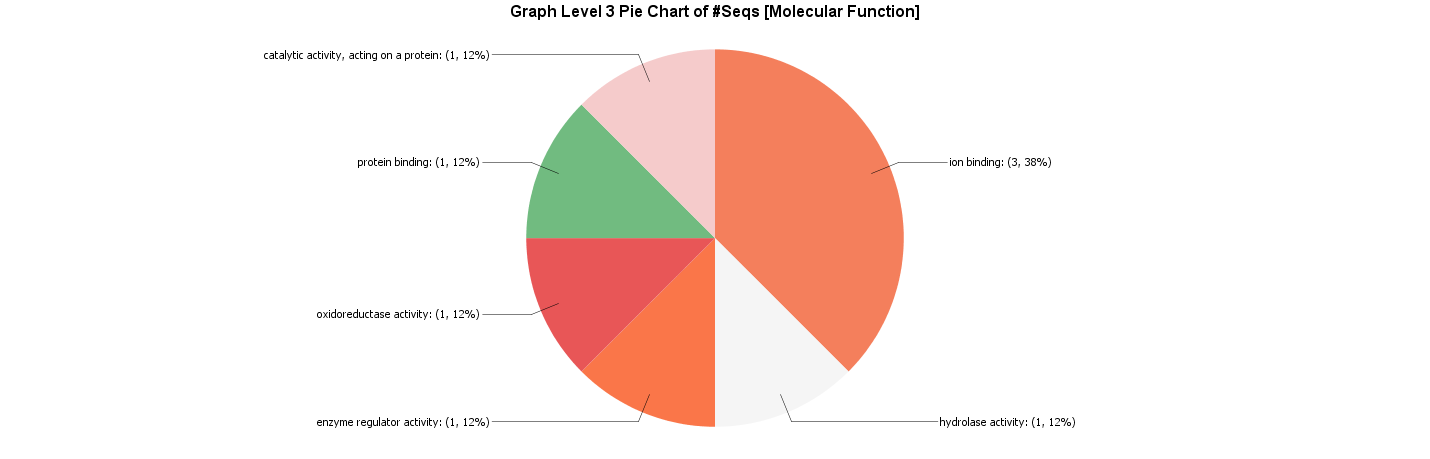 Graph Level 3 Pie Chart of #Seqs [Molecular Function]
catalytic activity, acting on a protein: (1, 12%)
protein binding: (1, 12%)
ion binding: (3, 38%)
oxidoreductase activity: (1, 12%)
enzyme regulator activity: (1, 12%)
hydrolase activity: (1, 12%)